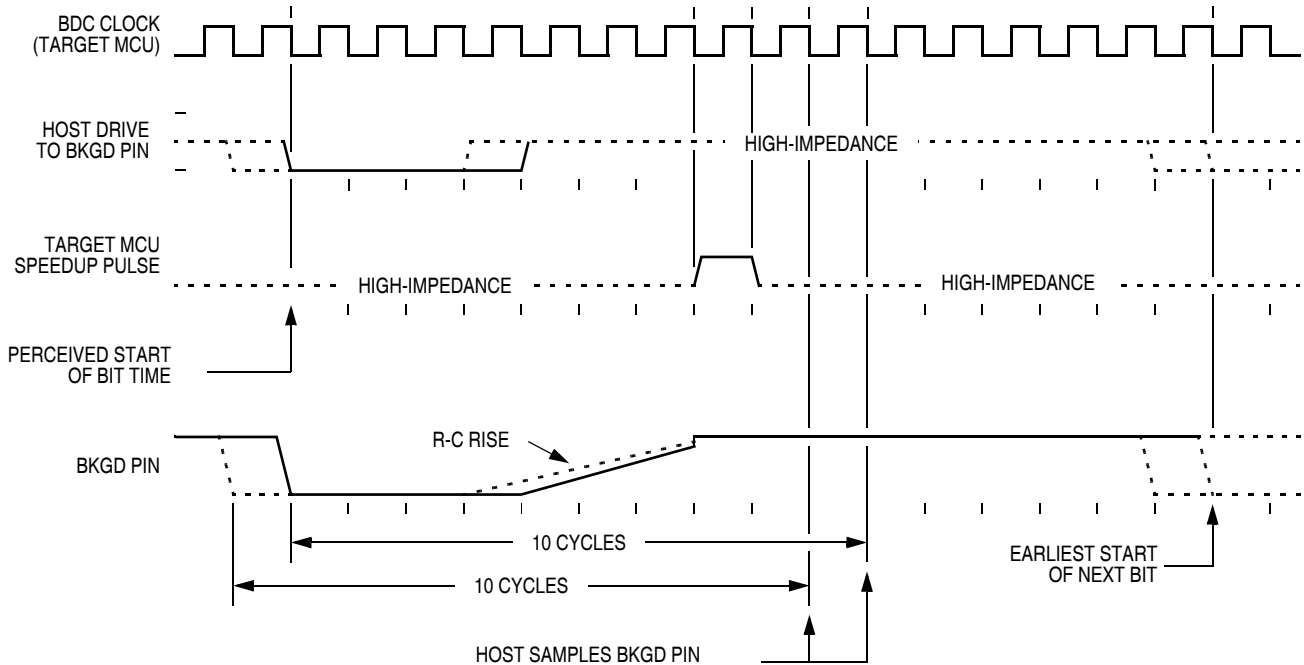 BDC CLOCK
(TARGET MCU)
HOST DRIVE
TO BKGD PIN
HIGH-IMPEDANCE
TARGET MCU
SPEEDUP PULSE
HIGH-IMPEDANCE
HIGH-IMPEDANCE
PERCEIVED START
OF BIT TIME
R-C RISE
BKGD PIN
10 CYCLES
10 CYCLES
EARLIEST START
OF NEXT BIT
HOST SAMPLES BKGD PIN